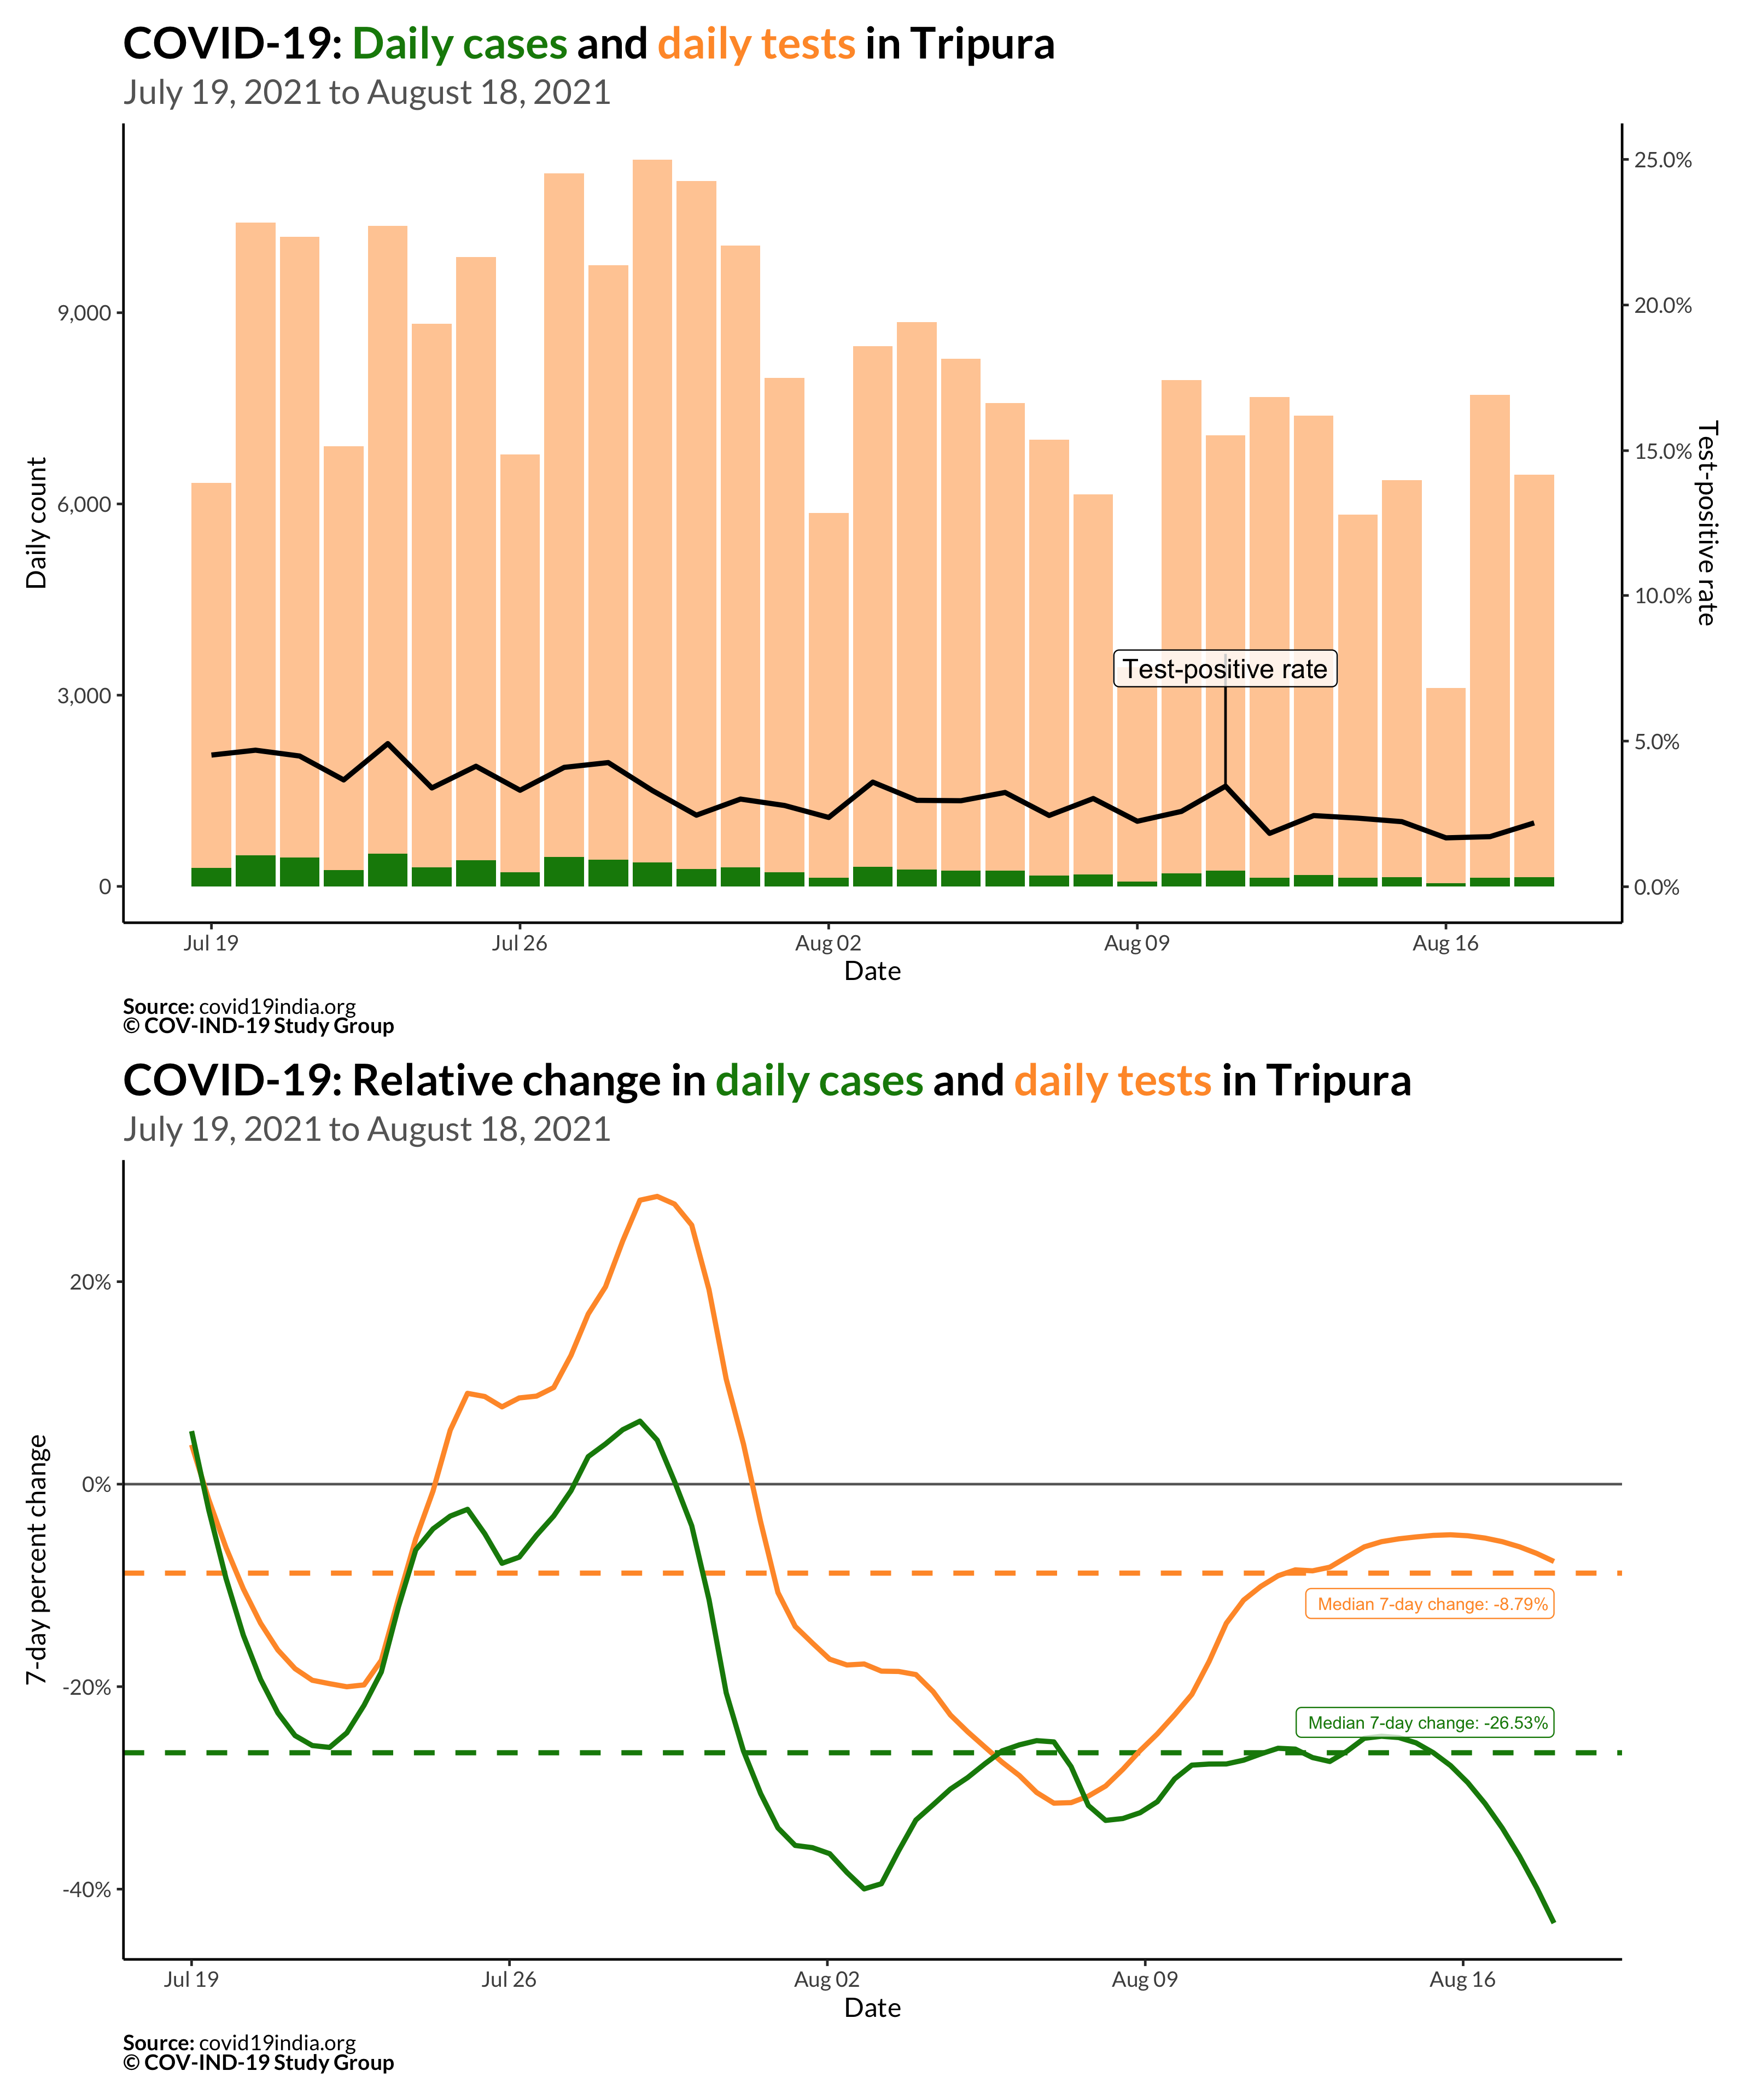 COVID-19: Daily cases and daily tests in Tripura
July 19, 2021 to August 18, 2021
25.0%
20.0%
15.0%
10.0%
5.0%
0.0%
Test-positive rate
9,000
6,000
3,000
0
Daily count
Test-positive rate
Jul 19
Jul 26
Aug 02
Aug 09
Aug 16
Date
Source: covid19india.org
© COV-IND-19 Study Group
COVID-19: Relative change in daily cases and daily tests in Tripura
July 19, 2021 to August 18, 2021
20%
0%
-20%
-40%
7-day percent change
Median 7-day change: -8.79%
Median 7-day change: -26.53%
Jul 19
Jul 26
Aug 02
Aug 09
Aug 16
Date
Source: covid19india.org
© COV-IND-19 Study Group